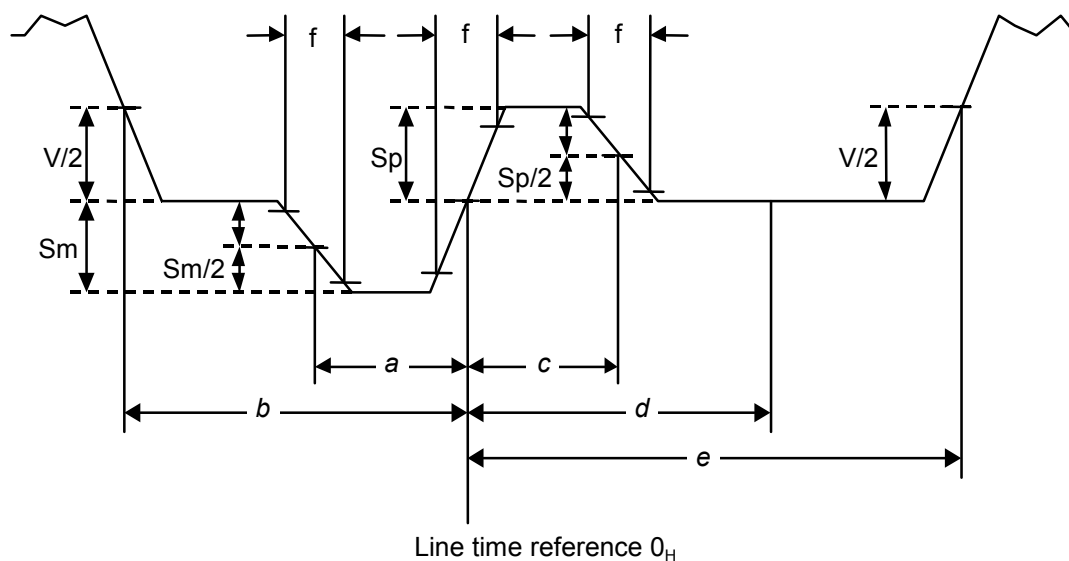 f f f
V/2 Sp Sp/2 V/2
Sm Sm/2
a c
b d
e
Line time reference 0H